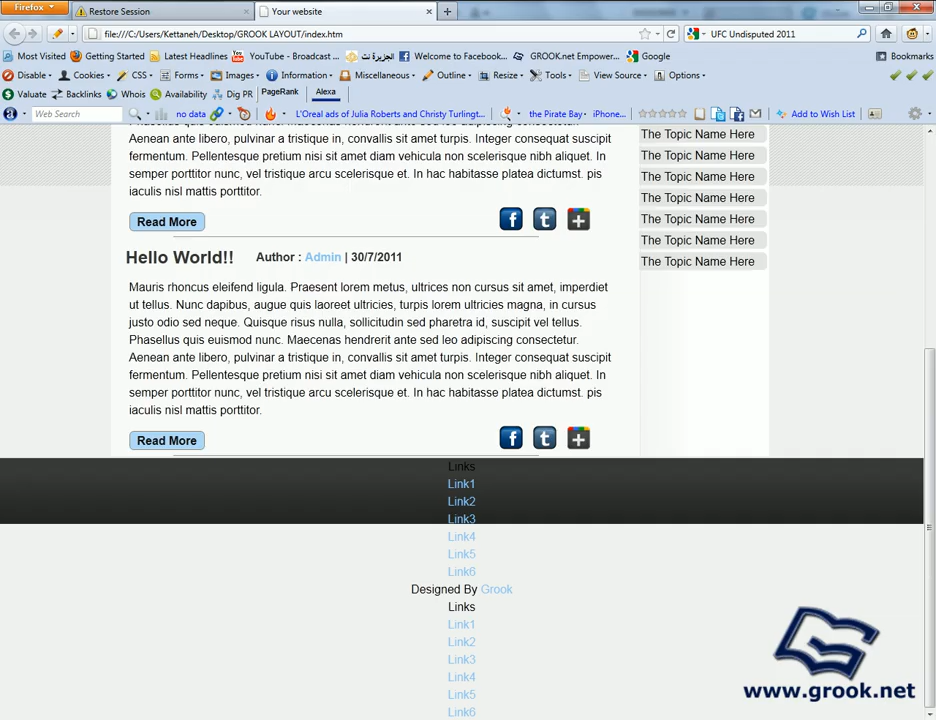 Firefox
Restore Session
Your website
file:///C:/Users/Kettaneh/Desktop/GROOK LAYOUT/index.htm
UFC Undisputed 2011
Most Visited
Getting Started
Latest Headlines
YouTube - Broadcast ...
الجزيرة نت
Welcome to Facebook...
GROOK.net Empower...
Google
Bookmarks
Disable
Cookies
CSS
Forms
Images
Information
Miscellaneous
Outline
Resize
Tools
View Source
Options
Valuate
Backlinks
Whois
Availability
Dig PR
PageRank
Alexa
Web Search
no data
L'Oreal ads of Julia Roberts and Christy Turlingt...
the Pirate Bay
iPhone...
Add to Wish List
Aenean ante libero, pulvinar a tristique in, convallis sit amet turpis. Integer consequat suscipit
fermentum. Pellentesque pretium nisi sit amet diam vehicula non scelerisque nibh aliquet. In
semper porttitor nunc, vel tristique arcu scelerisque et. In hac habitasse platea dictumst. pis
iaculis nisl mattis porttitor.
Read More
Hello World!! Author : Admin | 30/7/2011
Mauris rhoncus eleifend ligula. Praesent lorem metus, ultrices non cursus sit amet, imperdiet
ut tellus. Nunc dapibus, augue quis laoreet ultricies, turpis lorem ultricies magna, in cursus
justo odio sed neque. Quisque risus nulla, sollicitudin sed pharetra id, suscipit vel tellus.
Phasellus quis euismod nunc. Maecenas hendrerit ante sed leo adipiscing consectetur.
Aenean ante libero, pulvinar a tristique in, convallis sit amet turpis. Integer consequat suscipit
fermentum. Pellentesque pretium nisi sit amet diam vehicula non scelerisque nibh aliquet. In
semper porttitor nunc, vel tristique arcu scelerisque et. In hac habitasse platea dictumst. pis
iaculis nisl mattis porttitor.
Read More
The Topic Name Here
The Topic Name Here
The Topic Name Here
The Topic Name Here
The Topic Name Here
The Topic Name Here
The Topic Name Here
Links
Link1
Link2
Link3
Link4
Link5
Link6
Designed By Grook
Links
Link1
Link2
Link3
Link4
Link5
Link6
www.grook.net